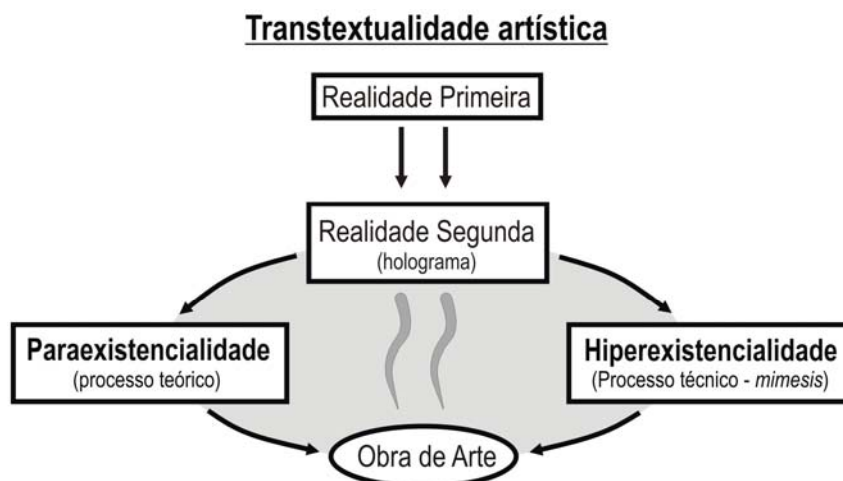 Transtextualidade artística
Realidade Primeira
Realidade Segunda
(holograma)
Paraexistencialidade
(processo teórico)
Hiperexistencialidade
(Processo técnico - mimesis)
Obra de Arte